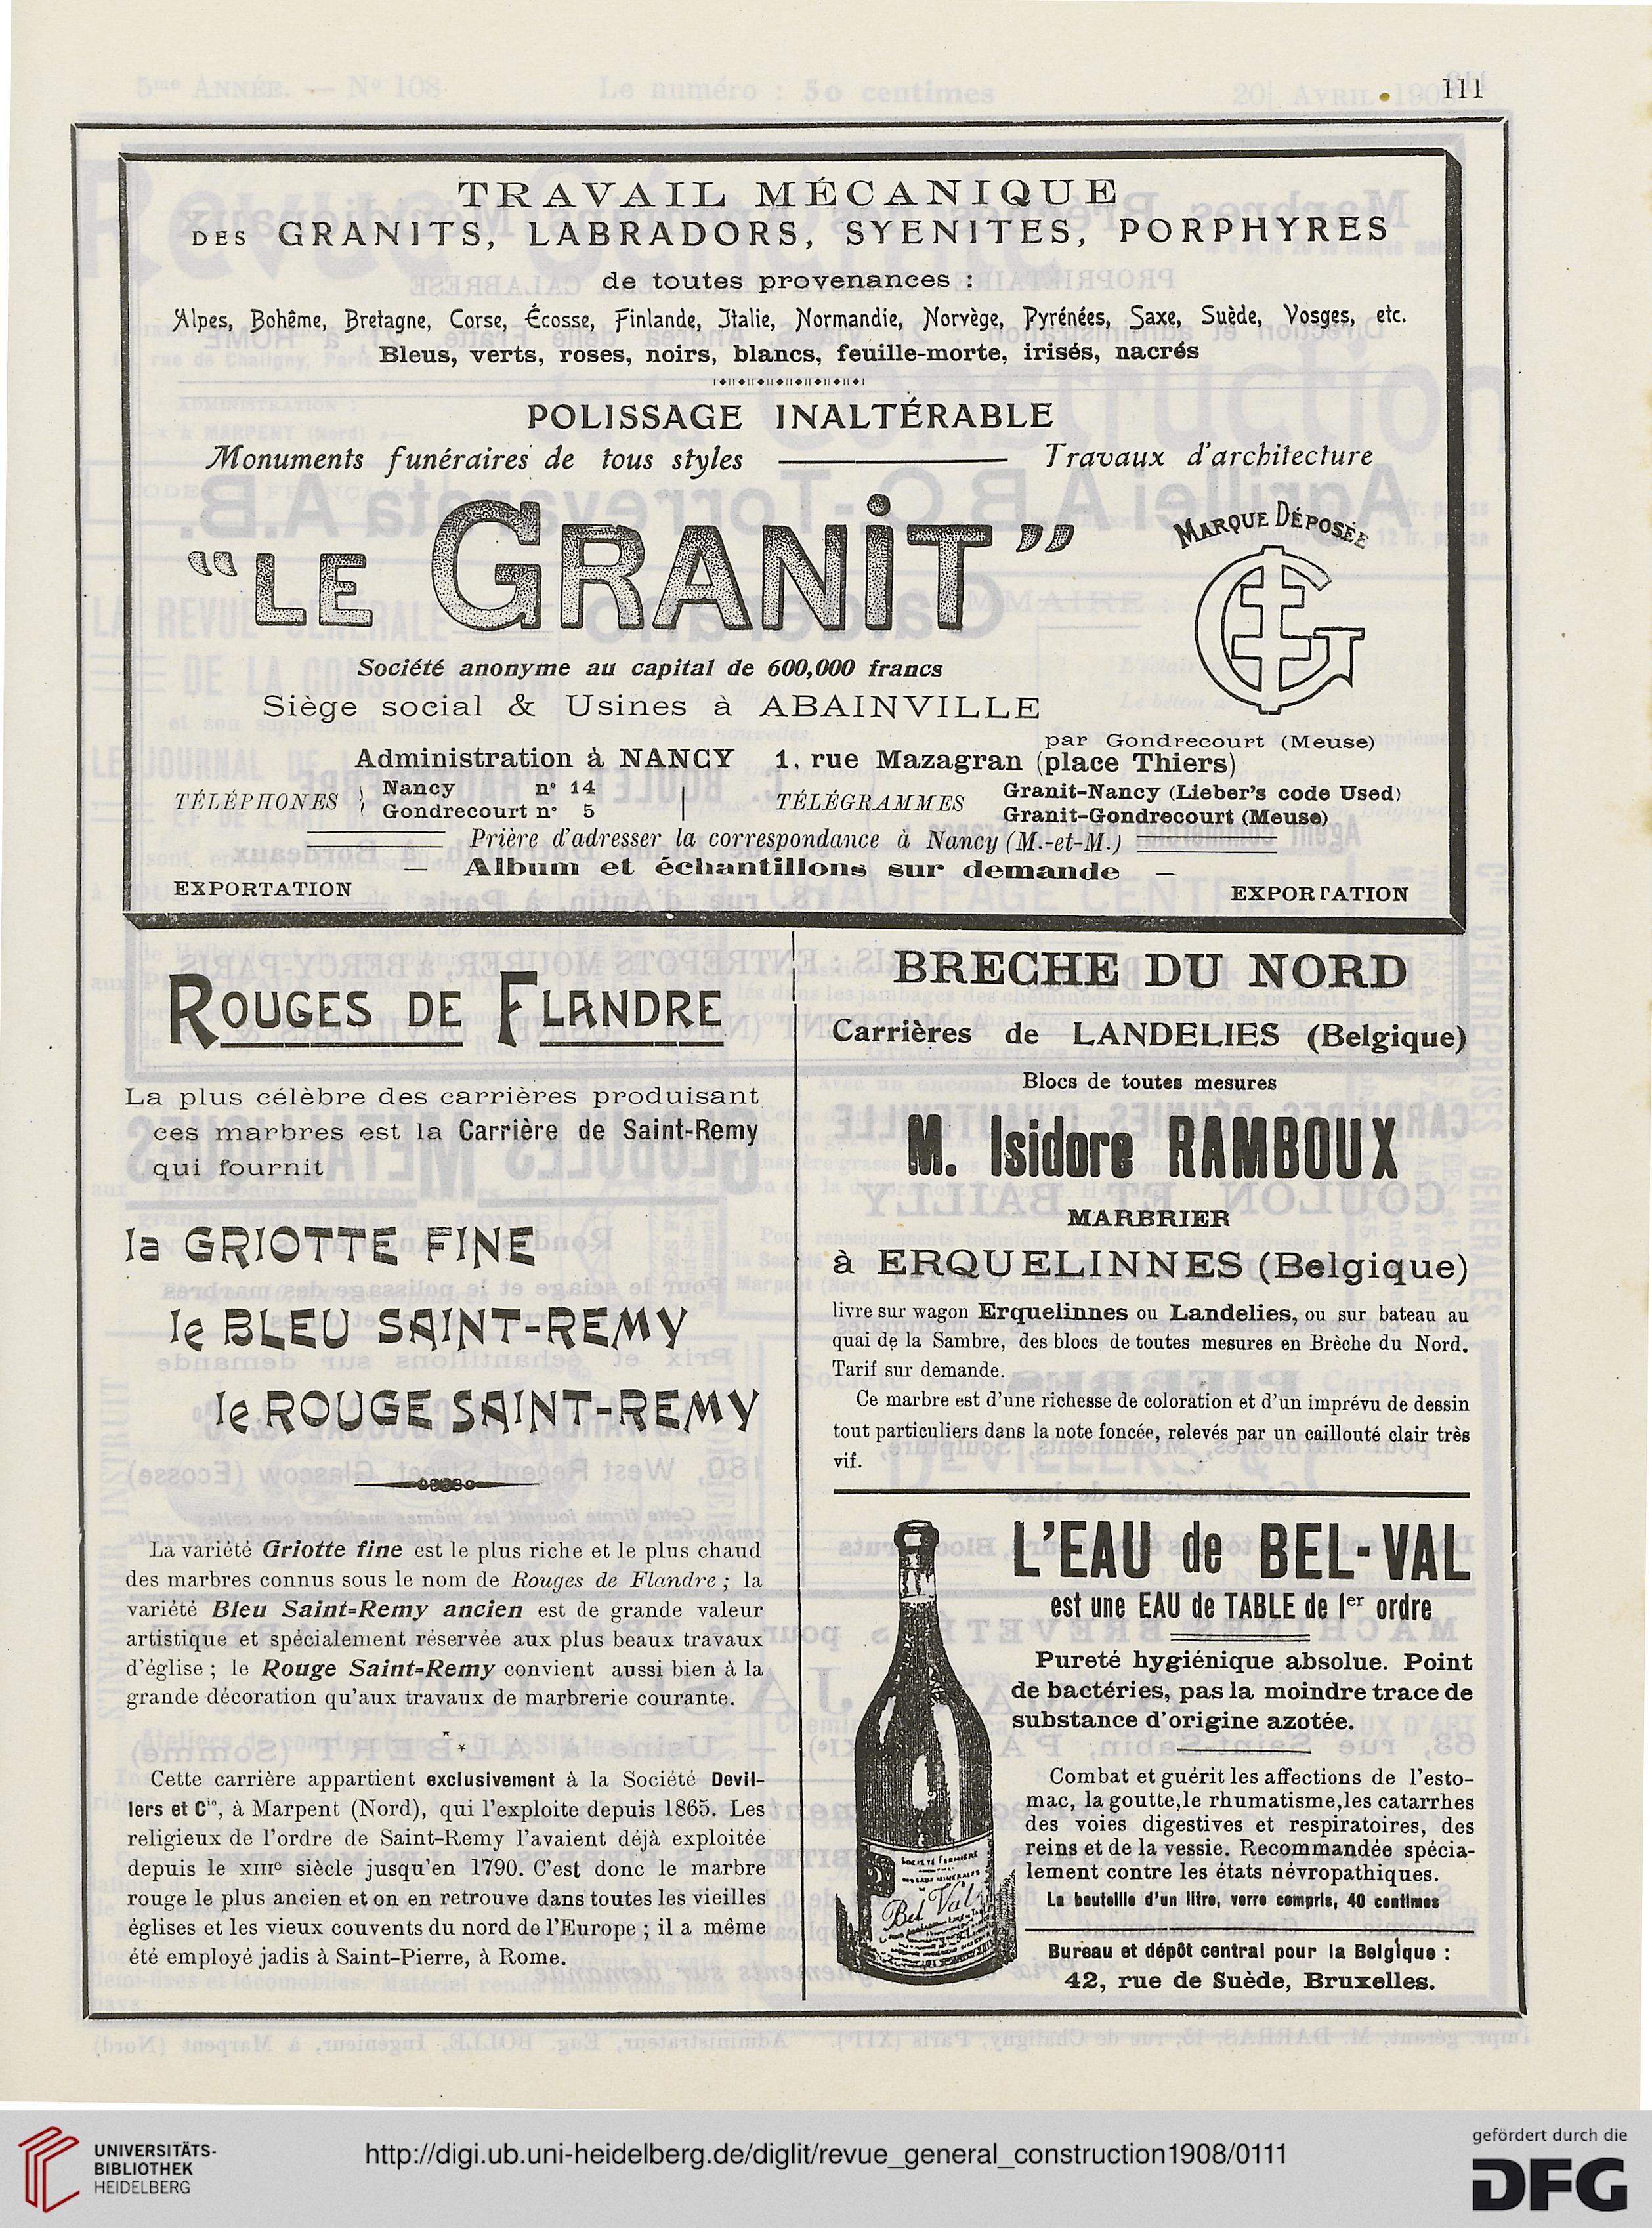 111
TRAVAIL MÉCANIQUE
DES GRANITS, LABRADORS, SYENITES, PORPHYRES
de toutes provenances :
Alpes, Bohême, Bretagne, Corse, Écosse, Finlande, Italie, Normandie, Norvège, Pyrénées, Saxe, Suède, Vosges, etc.
Bleus, verts, roses, noirs, blancs, feuille-morte, irisés, nacrés
POLISSAGE INALTÉRABLE
Monuments funéraires de tous styles — Travaux d'architecture
"LE GRANIT"
MARQUE DÉPOSÉE
Société anonyme au capital de 600,000 francs
Siège social & Usines à ABAINVILLE
par Gondrecourt (Meuse)
Administration à NANCY 1, rue Mazagran (place Thiers)
TÉLÉPHONES { Nancy n° 14
Gondrecourt n° 5
TÉLÉGRAMMES Granit-Nancy (Lieber's code Used)
Granit-Gondrecourt (Meuse)
Prière d'adresser la correspondance à Nancy (M.-et-M.)
— Album et échantillons sur demande —
EXPORTATION EXPORTATION
ROUGES DE FLANDRE
La plus célèbre des carrières produisant
ces marbres est la Carrière de Saint-Remy
qui fournit
la GRIOTTE FINE
le BLEU SAINT-REMY
le ROUGE SAINT-REMY
La variété Griotte fine est le plus riche et le plus chaud
des marbres connus sous le nom de Rouges de Flandre ; la
variété Bleu Saint-Remy ancien est de grande valeur
artistique et spécialement réservée aux plus beaux travaux
d'église ; le Rouge Saint-Remy convient aussi bien à la
grande décoration qu'aux travaux de marbrerie courante.
Cette carrière appartient exclusivement à la Société Devil-
lers et Cie, à Marpent (Nord), qui l'exploite depuis 1865. Les
religieux de l'ordre de Saint-Remy l'avaient déjà exploitée
depuis le XIIIe siècle jusqu'en 1790. C'est donc le marbre
rouge le plus ancien et on en retrouve dans toutes les vieilles
églises et les vieux couvents du nord de l'Europe ; il a même
été employé jadis à Saint-Pierre, à Rome.
BRECHE DU NORD
Carrières de LANDELIES (Belgique)
Blocs de toutes mesures
M. Isidore RAMBOUX
MARBRIER
à ERQUELINNES (Belgique)
livre sur wagon Erquelinnes ou Landelies, ou sur bateau au
quai de la Sambre, des blocs de toutes mesures en Brèche du Nord.
Tarif sur demande.
Ce marbre est d'une richesse de coloration et d'un imprévu de dessin
tout particuliers dans la note foncée, relevés par un caillouté clair très
vif.
L'EAU de BEL-VAL
est une EAU de TABLE de 1er ordre
Pureté hygiénique absolue. Point
de bactéries, pas la moindre trace de
substance d'origine azotée.
Combat et guérit les affections de l'esto-
mac, la goutte, le rhumatisme, les catarrhes
des voies digestives et respiratoires, des
reins et de la vessie. Recommandée spécia-
lement contre les états névropathiques.
La bouteille d'un litre, verre compris, 40 centimes
Bureau et dépôt central pour la Belgique :
42, rue de Suède, Bruxelles.
SOCIÉTÉ FERMIÈRE
Bel Val
UNIVERSITÄTS-
BIBLIOTHEK
HEIDELBERG
http://digi.ub.uni-heidelberg.de/diglit/revue_general_construction1908/0111
gefördert durch die
DFG